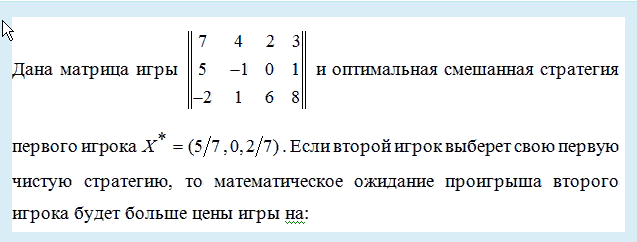 7 4 2 3
Дана матрица игры 5 –1 0 1 и оптимальная смешанная стратегия
–2 1 6 8
первого игрока X* = (5/7,0,2/7). Если второй игрок выберет свою первую
чистую стратегию, то математическое ожидание проигрыша второго
игрока будет больше цены игры на: